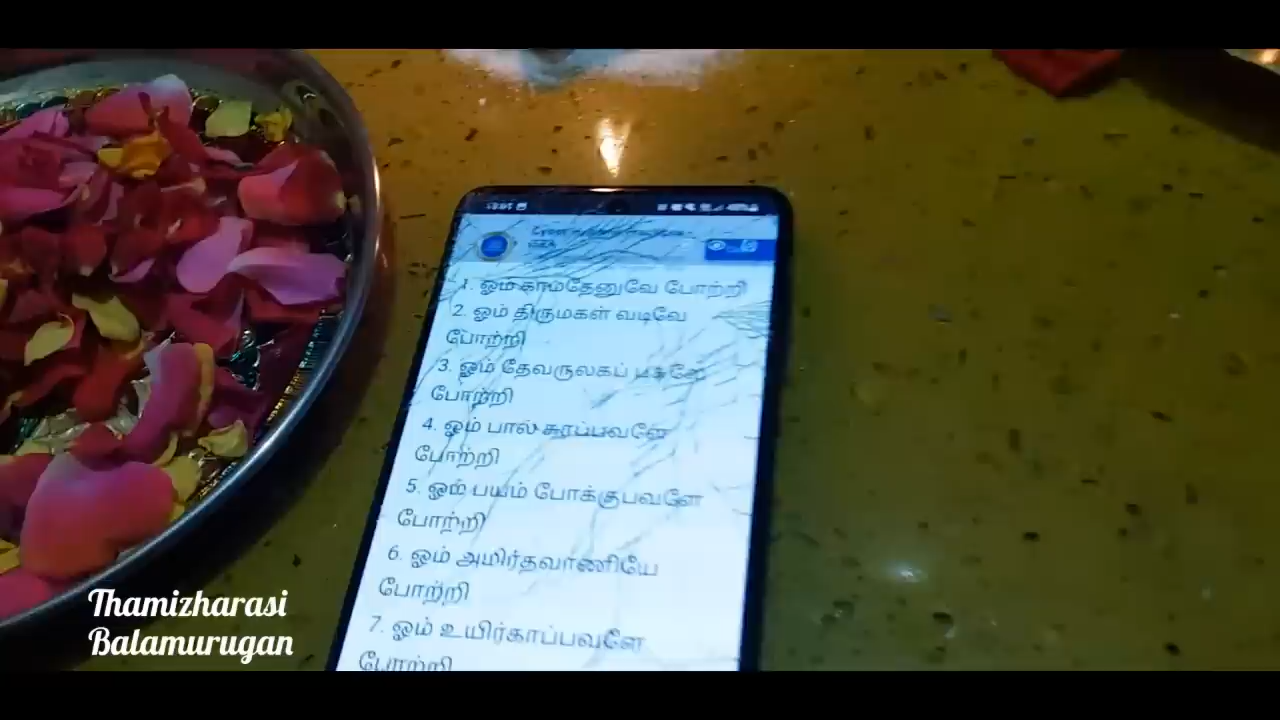 1. ஓம் காமதேனுவே போற்றி
2. ஓம் திருமகள் வடிவே
போற்றி
3. ஓம் தேவருலகப் பசுவே
போற்றி
4. ஓம் பால் சுரப்பவளே
போற்றி
5. ஓம் பயம் போக்குபவளே
போற்றி
6. ஓம் அமிர்தவாணியே
போற்றி
7. ஓம் உயிர்காப்பவளே
போற்றி
Thamizharasi
Balamurugan